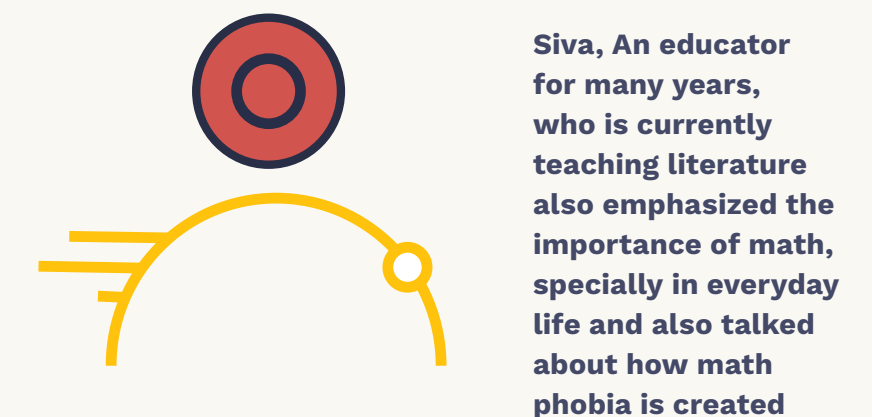 Siva, An educator
for many years,
who is currently
teaching literature
also emphasized the
importance of math,
specially in everyday
life and also talked
about how math
phobia is created